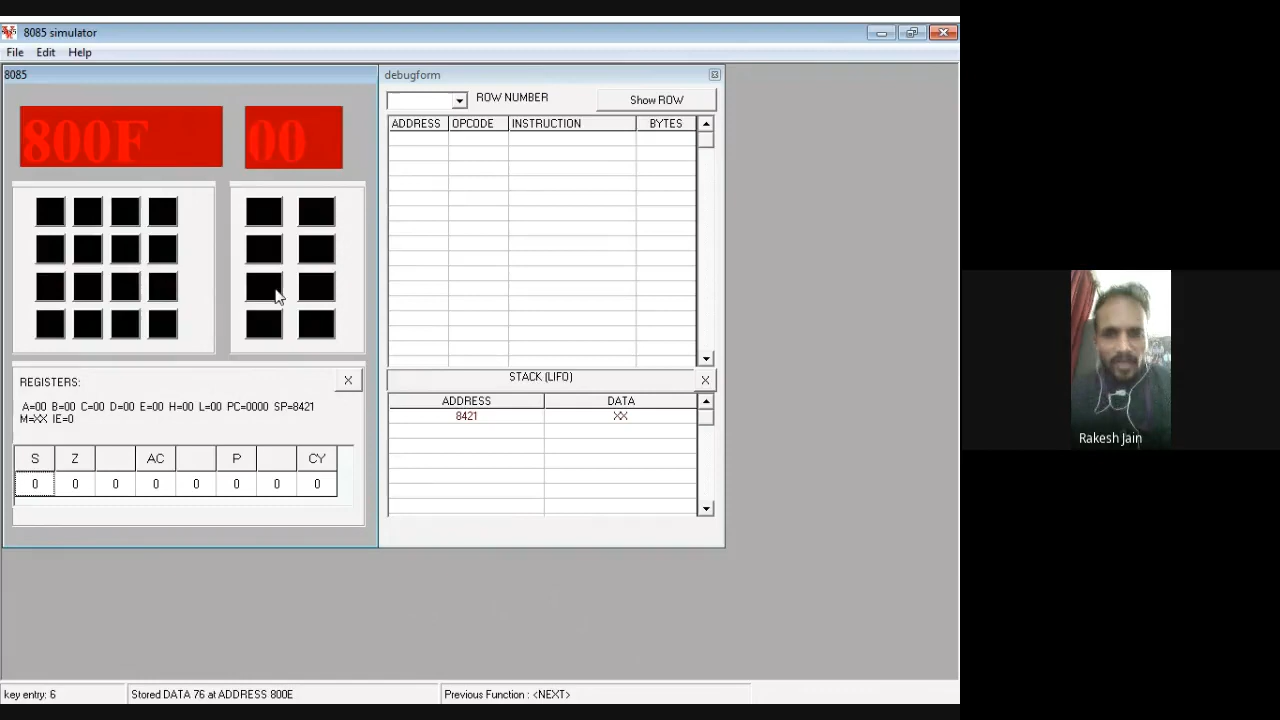 8085 simulator
File Edit Help
8085
800F 00
REGISTERS: X
A=00 B=00 C=00 D=00 E=00 H=00 L=00 PC=0000 SP=8421
M=XX IE=0
S Z AC P CY
0 0 0 0 0 0 0 0
debugform
ROW NUMBER Show ROW
ADDRESS OPCODE INSTRUCTION BYTES
STACK (LIFO) X
ADDRESS DATA
8421 XX
key entry: 6 Stored DATA 76 at ADDRESS 800E Previous Function : <NEXT>
Rakesh Jain